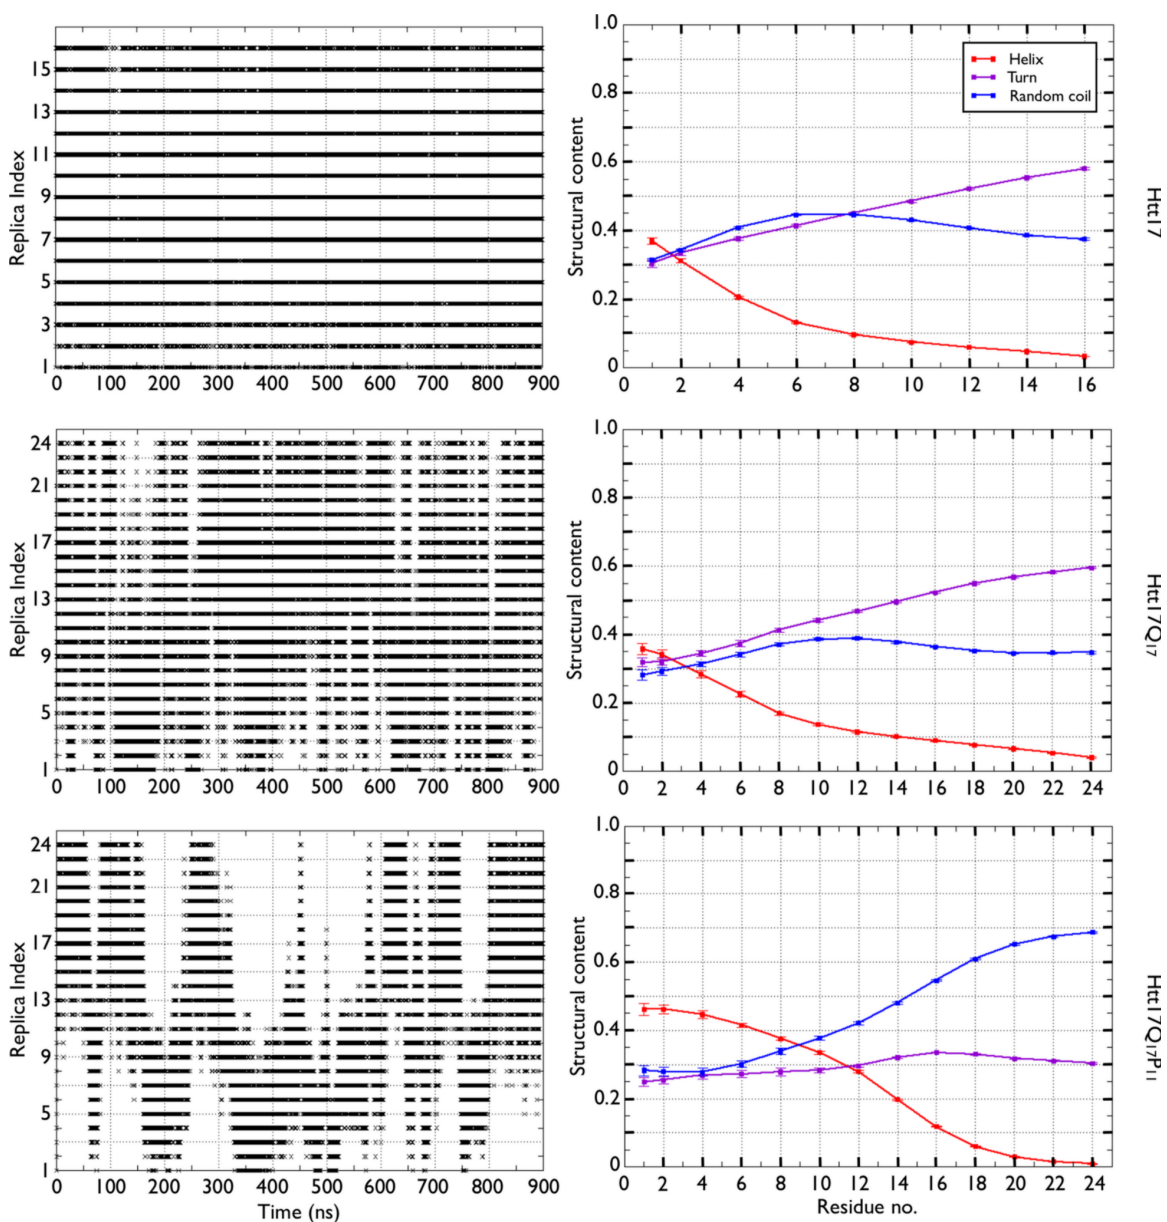 Replica Index
15
13
11
9
7
5
3
1
0 100 200 300 400 500 600 700 800 900
Structural content
1.0
0.8
0.6
0.4
0.2
0
0 2 4 6 8 10 12 14 16
Helix
Turn
Random coil
Htt17
Replica Index
24
21
17
13
9
5
1
0 100 200 300 400 500 600 700 800 900
Structural content
1.0
0.8
0.6
0.4
0.2
0
0 2 4 6 8 10 12 14 16 18 20 22 24
Htt17Q17
Replica Index
24
21
17
13
9
5
1
0 100 200 300 400 500 600 700 800 900
Time (ns)
Structural content
1.0
0.8
0.6
0.4
0.2
0
0 2 4 6 8 10 12 14 16 18 20 22 24
Residue no.
Htt17Q17P11